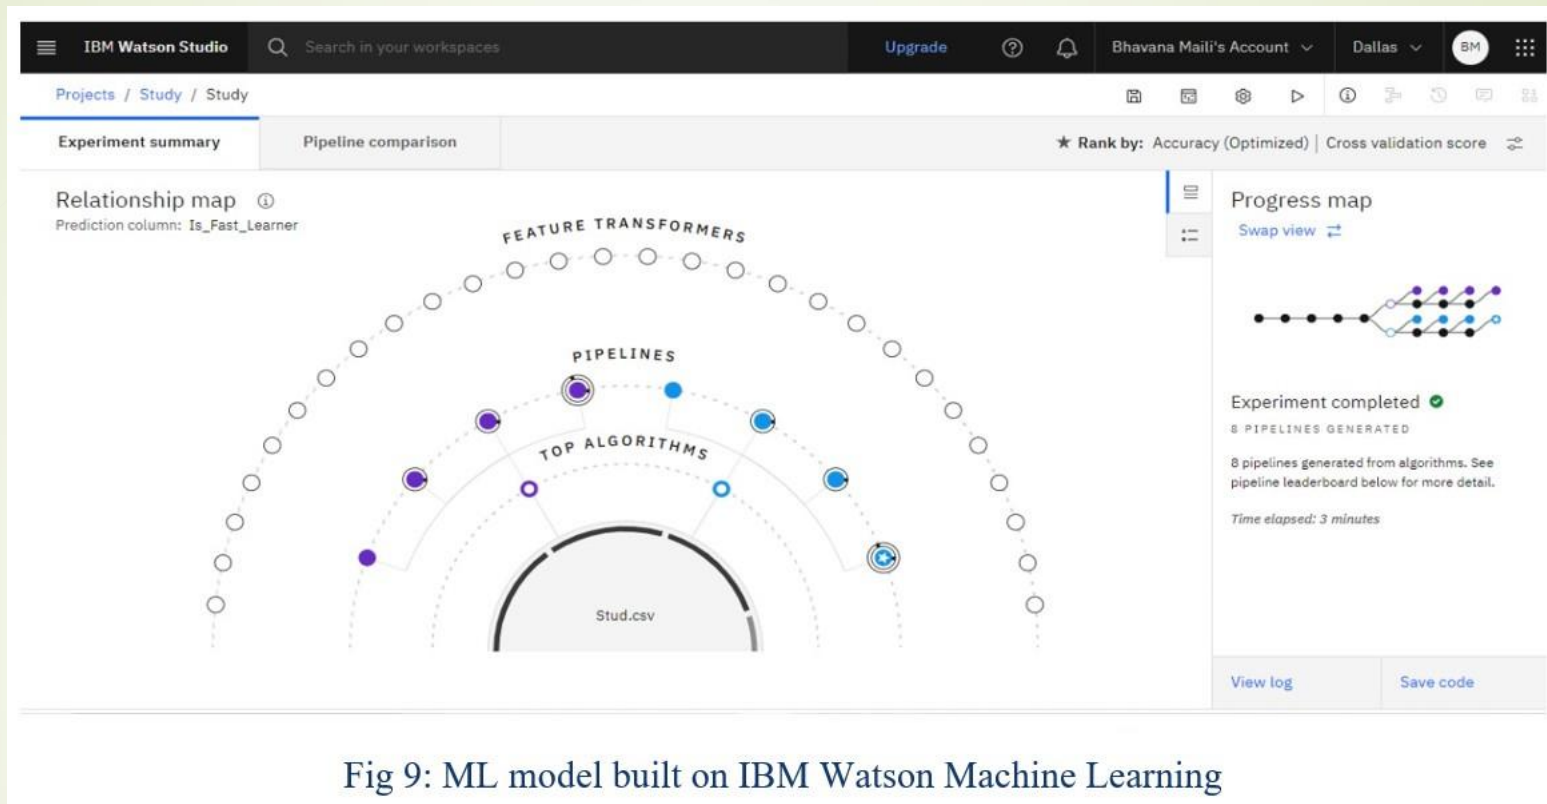 IBM Watson Studio
Search in your workspaces
Upgrade
Bhavana Maili's Account
Dallas
BM
Projects / Study / Study
Experiment summary
Pipeline comparison
★ Rank by: Accuracy (Optimized) | Cross validation score
Relationship map
Prediction column: Is_Fast_Learner
FEATURE TRANSFORMERS
PIPELINES
TOP ALGORITHMS
Stud.csv
Progress map
Swap view
Experiment completed
8 PIPELINES GENERATED
8 pipelines generated from algorithms. See
pipeline leaderboard below for more detail.
Time elapsed: 3 minutes
View log
Save code
Fig 9: ML model built on IBM Watson Machine Learning